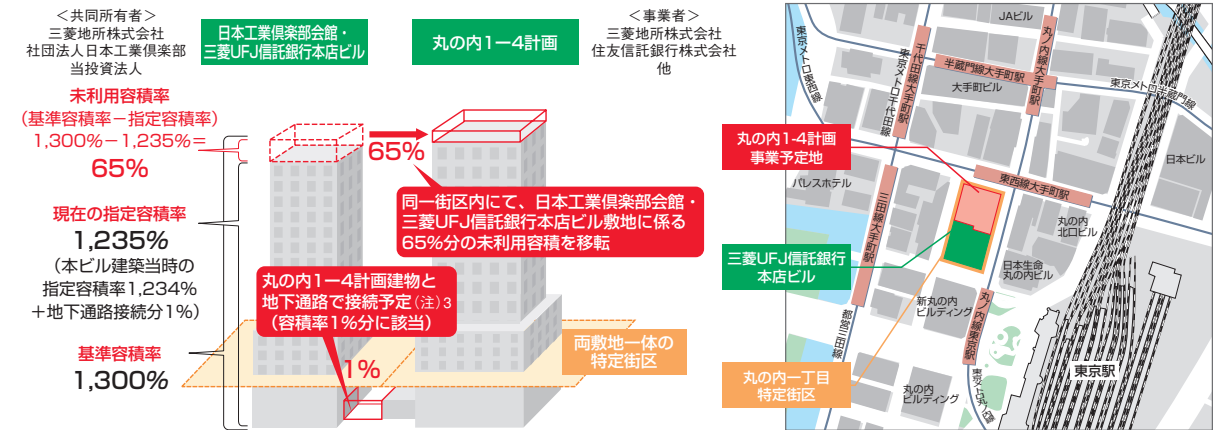 ＜共同所有者＞
三菱地所株式会社
社団法人日本工業倶楽部
当投資法人
日本工業倶楽部会館・
三菱UFJ信託銀行本店ビル
丸の内1ー4計画
＜事業者＞
三菱地所株式会社
住友信託銀行株式会社
他
未利用容積率
（基準容積率－指定容積率）
1,300%－1,235%＝
65%
65%
同一街区内にて、日本工業倶楽部会館・
三菱UFJ信託銀行本店ビル敷地に係る
65%分の未利用容積を移転
現在の指定容積率
1,235%
（本ビル建築当時の
指定容積率1,234%
＋地下通路接続分1%）
丸の内1ー4計画建物と
地下通路で接続予定（注）3
（容積率1%分に該当）
両敷地一体の
特定街区
基準容積率
1,300%
1%
JAビル
東京メトロ東西線
東京メトロ千代田線
千代田線大手町駅
丸ノ内線大手町駅
半蔵門線大手町駅
大手町ビル
東京メトロ半蔵門線
丸の内1-4計画
事業予定地
日本ビル
パレスホテル
東西線大手町駅
三田線大手町駅
丸の内
北口ビル
三菱UFJ信託銀行
本店ビル
日本生命
丸の内ビル
新丸の内
ビルディング
丸ノ内線東京駅
都営三田線
丸の内一丁目
特定街区
丸の内
ビルディング
東京メトロ丸ノ内線
東京駅